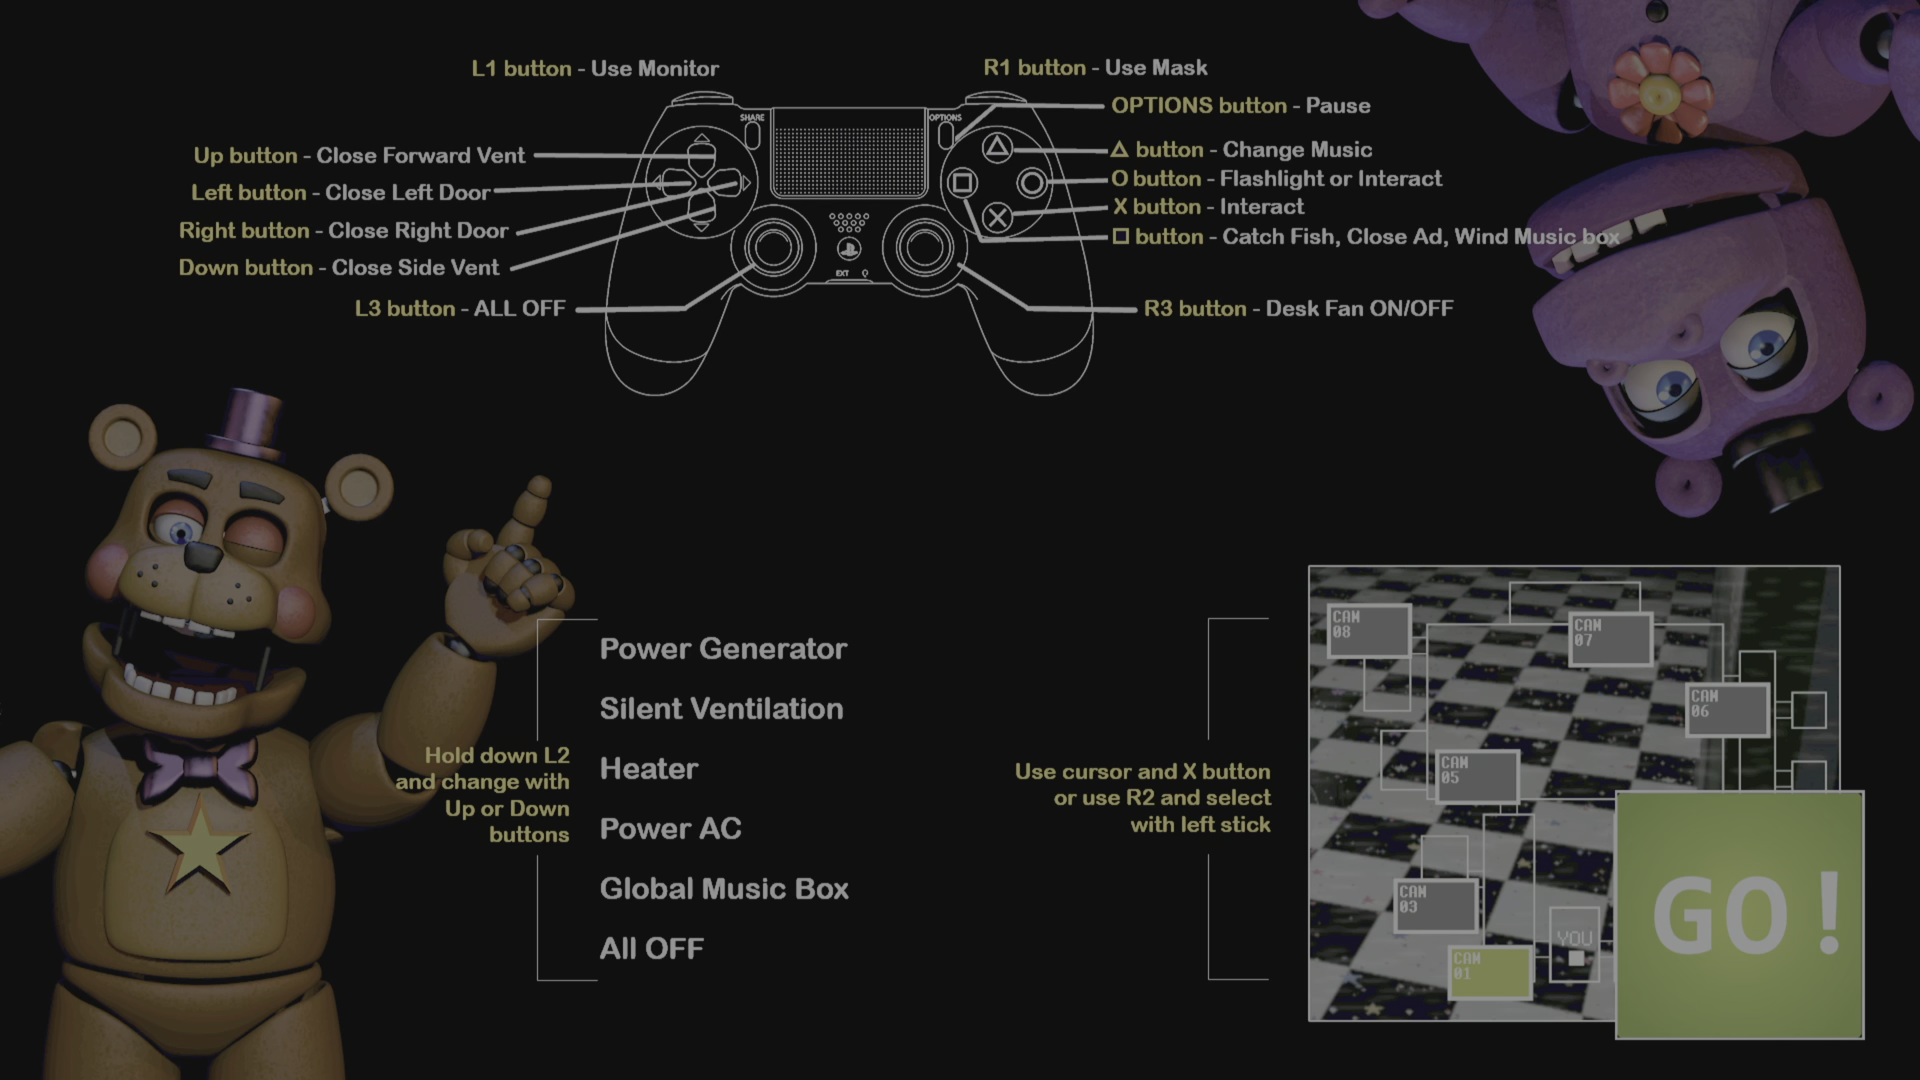 L1 button - Use Monitor
R1 button - Use Mask
OPTIONS button - Pause
SHARE
OPTIONS
Up button - Close Forward Vent
Left button - Close Left Door
Right button - Close Right Door
Down button - Close Side Vent
L3 button - ALL OFF
△ button - Change Music
O button - Flashlight or Interact
X button - Interact
□ button - Catch Fish, Close Ad, Wind Music box
R3 button - Desk Fan ON/OFF
EXT
Hold down L2
and change with
Up or Down
buttons
Power Generator
Silent Ventilation
Heater
Power AC
Global Music Box
All OFF
Use cursor and X button
or use R2 and select
with left stick
CAM
08
CAM
07
CAM
06
CAM
05
CAM
03
CAM
01
YOU
GO!